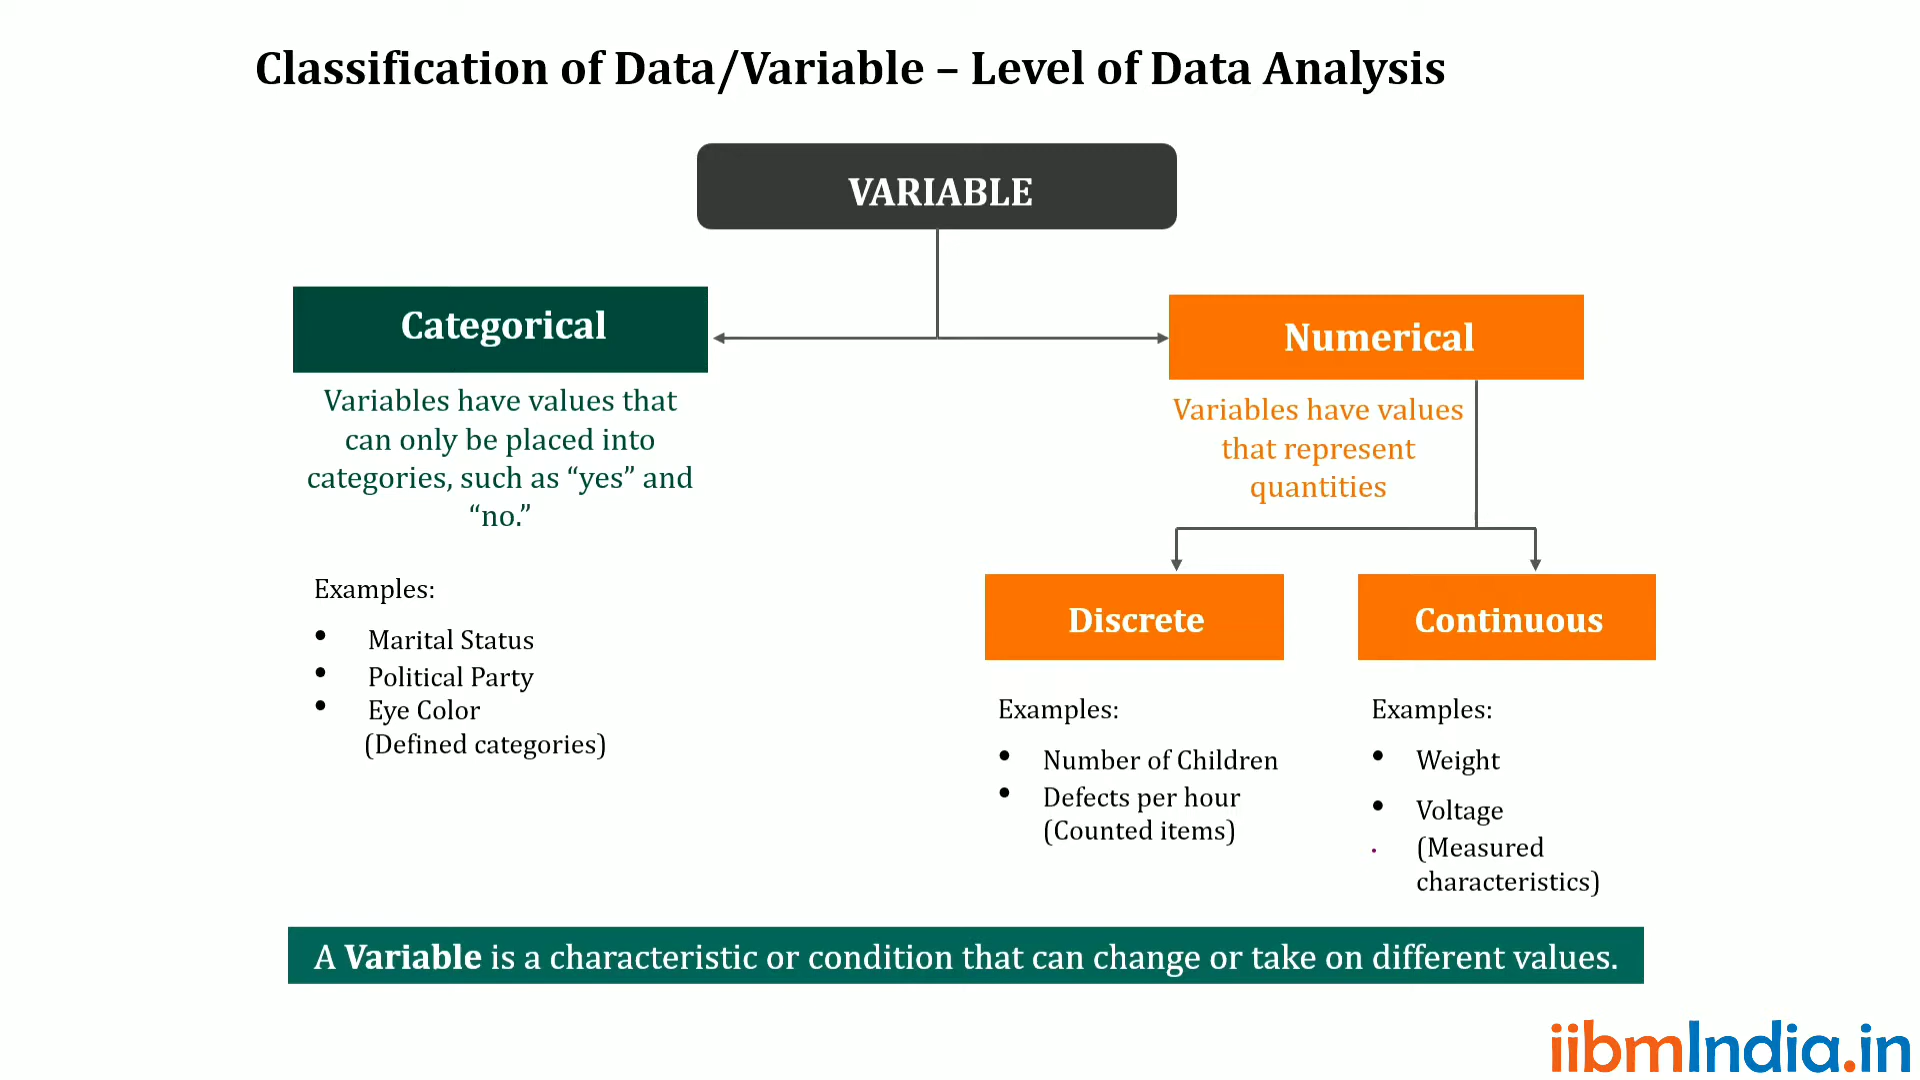 Classification of Data/Variable – Level of Data Analysis
VARIABLE
Categorical
Variables have values that
can only be placed into
categories, such as “yes” and
“no.”
Examples:
• Marital Status
• Political Party
• Eye Color
(Defined categories)
Numerical
Variables have values
that represent
quantities
Discrete
Examples:
• Number of Children
• Defects per hour
(Counted items)
Continuous
Examples:
• Weight
• Voltage
• (Measured
characteristics)
A Variable is a characteristic or condition that can change or take on different values.
iibmIndia.in